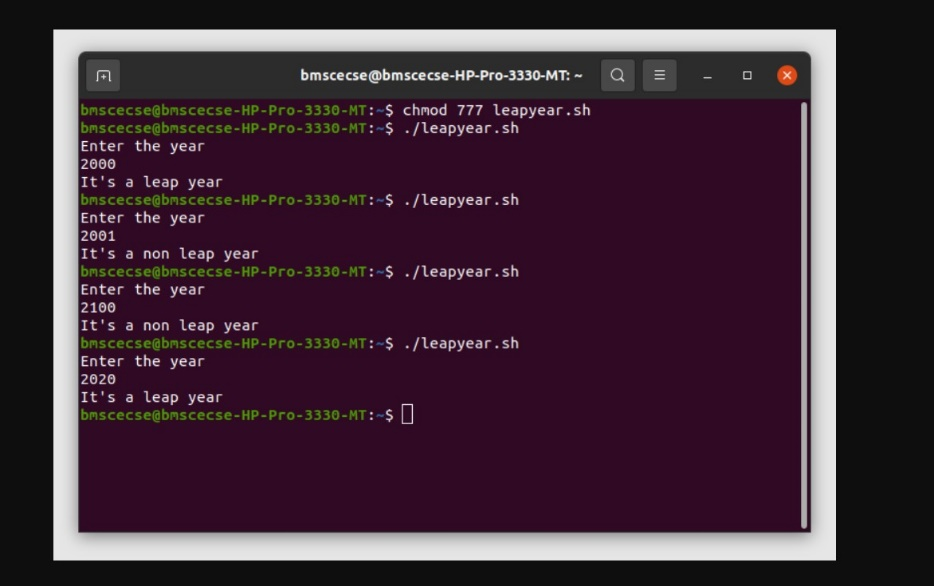 bmscecse@bmscecse-HP-Pro-3330-MT: ~
bmscecse@bmscecse-HP-Pro-3330-MT:~$ chmod 777 leapyear.sh
bmscecse@bmscecse-HP-Pro-3330-MT:~$ ./leapyear.sh
Enter the year
2000
It's a leap year
bmscecse@bmscecse-HP-Pro-3330-MT:~$ ./leapyear.sh
Enter the year
2001
It's a non leap year
bmscecse@bmscecse-HP-Pro-3330-MT:~$ ./leapyear.sh
Enter the year
2100
It's a non leap year
bmscecse@bmscecse-HP-Pro-3330-MT:~$ ./leapyear.sh
Enter the year
2020
It's a leap year
bmscecse@bmscecse-HP-Pro-3330-MT:~$